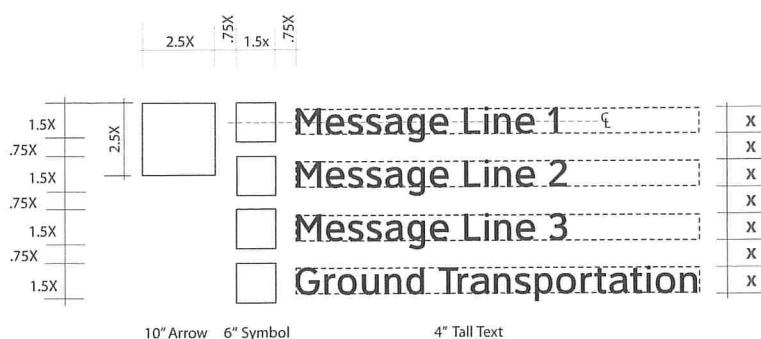 2.5X .75X 1.5x .75X
1.5X 2.5X Message Line 1 ℄ X
.75X X
1.5X Message Line 2 X
.75X X
1.5X Message Line 3 X
.75X X
1.5X Ground Transportation X
10" Arrow 6" Symbol 4" Tall Text